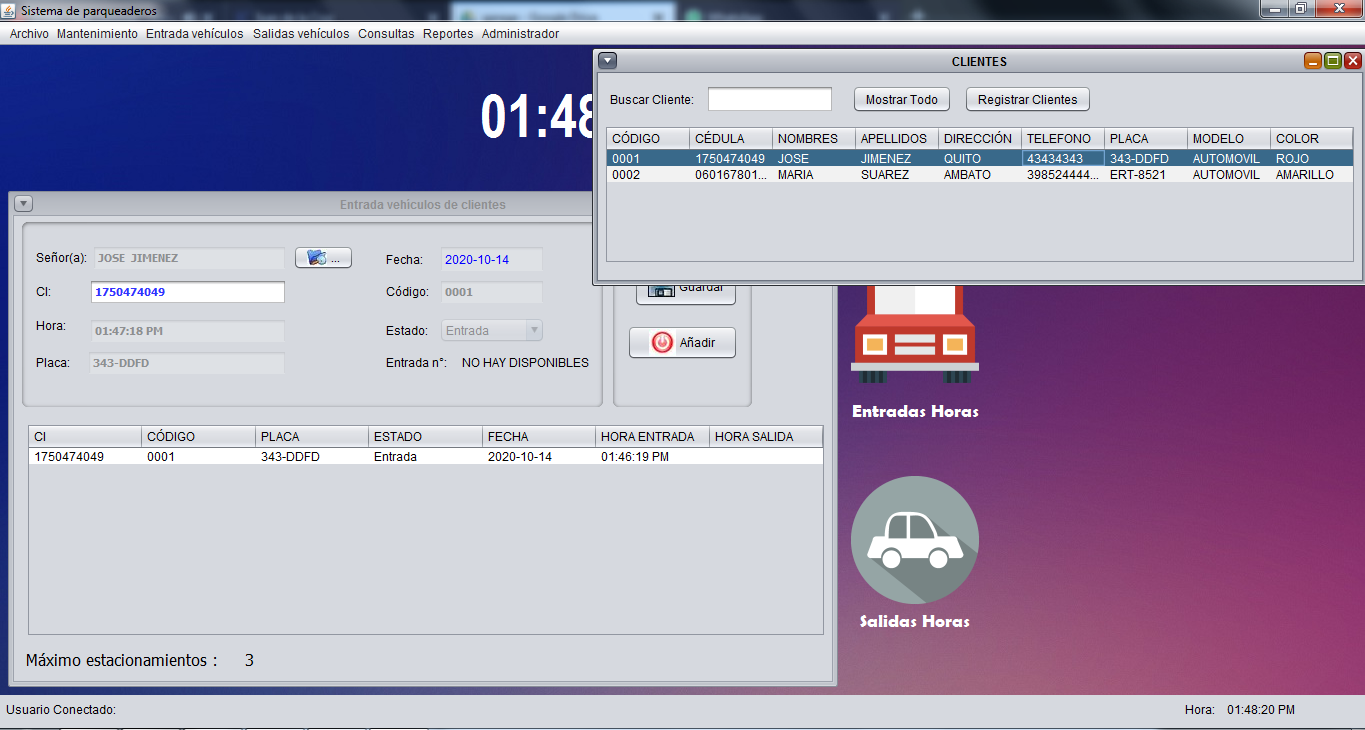 Sistema de parqueaderos
Archivo Mantenimiento Entrada vehículos Salidas vehículos Consultas Reportes Administrador
01:48
CLIENTES
Buscar Cliente: Mostrar Todo Registrar Clientes
CÓDIGO CÉDULA NOMBRES APELLIDOS DIRECCIÓN TELEFONO PLACA MODELO COLOR
0001 1750474049 JOSE JIMENEZ QUITO 43434343 343-DDFD AUTOMOVIL ROJO
0002 060167801... MARIA SUAREZ AMBATO 398524444... ERT-8521 AUTOMOVIL AMARILLO
Entrada vehículos de clientes
Señor(a): JOSE JIMENEZ ... Fecha: 2020-10-14
CI: 1750474049 Código: 0001 Guardar
Hora: 01:47:18 PM Estado: Entrada Añadir
Placa: 343-DDFD Entrada n°: NO HAY DISPONIBLES
CI CÓDIGO PLACA ESTADO FECHA HORA ENTRADA HORA SALIDA
1750474049 0001 343-DDFD Entrada 2020-10-14 01:46:19 PM
Máximo estacionamientos : 3
Entradas Horas
Salidas Horas
Usuario Conectado: Hora: 01:48:20 PM